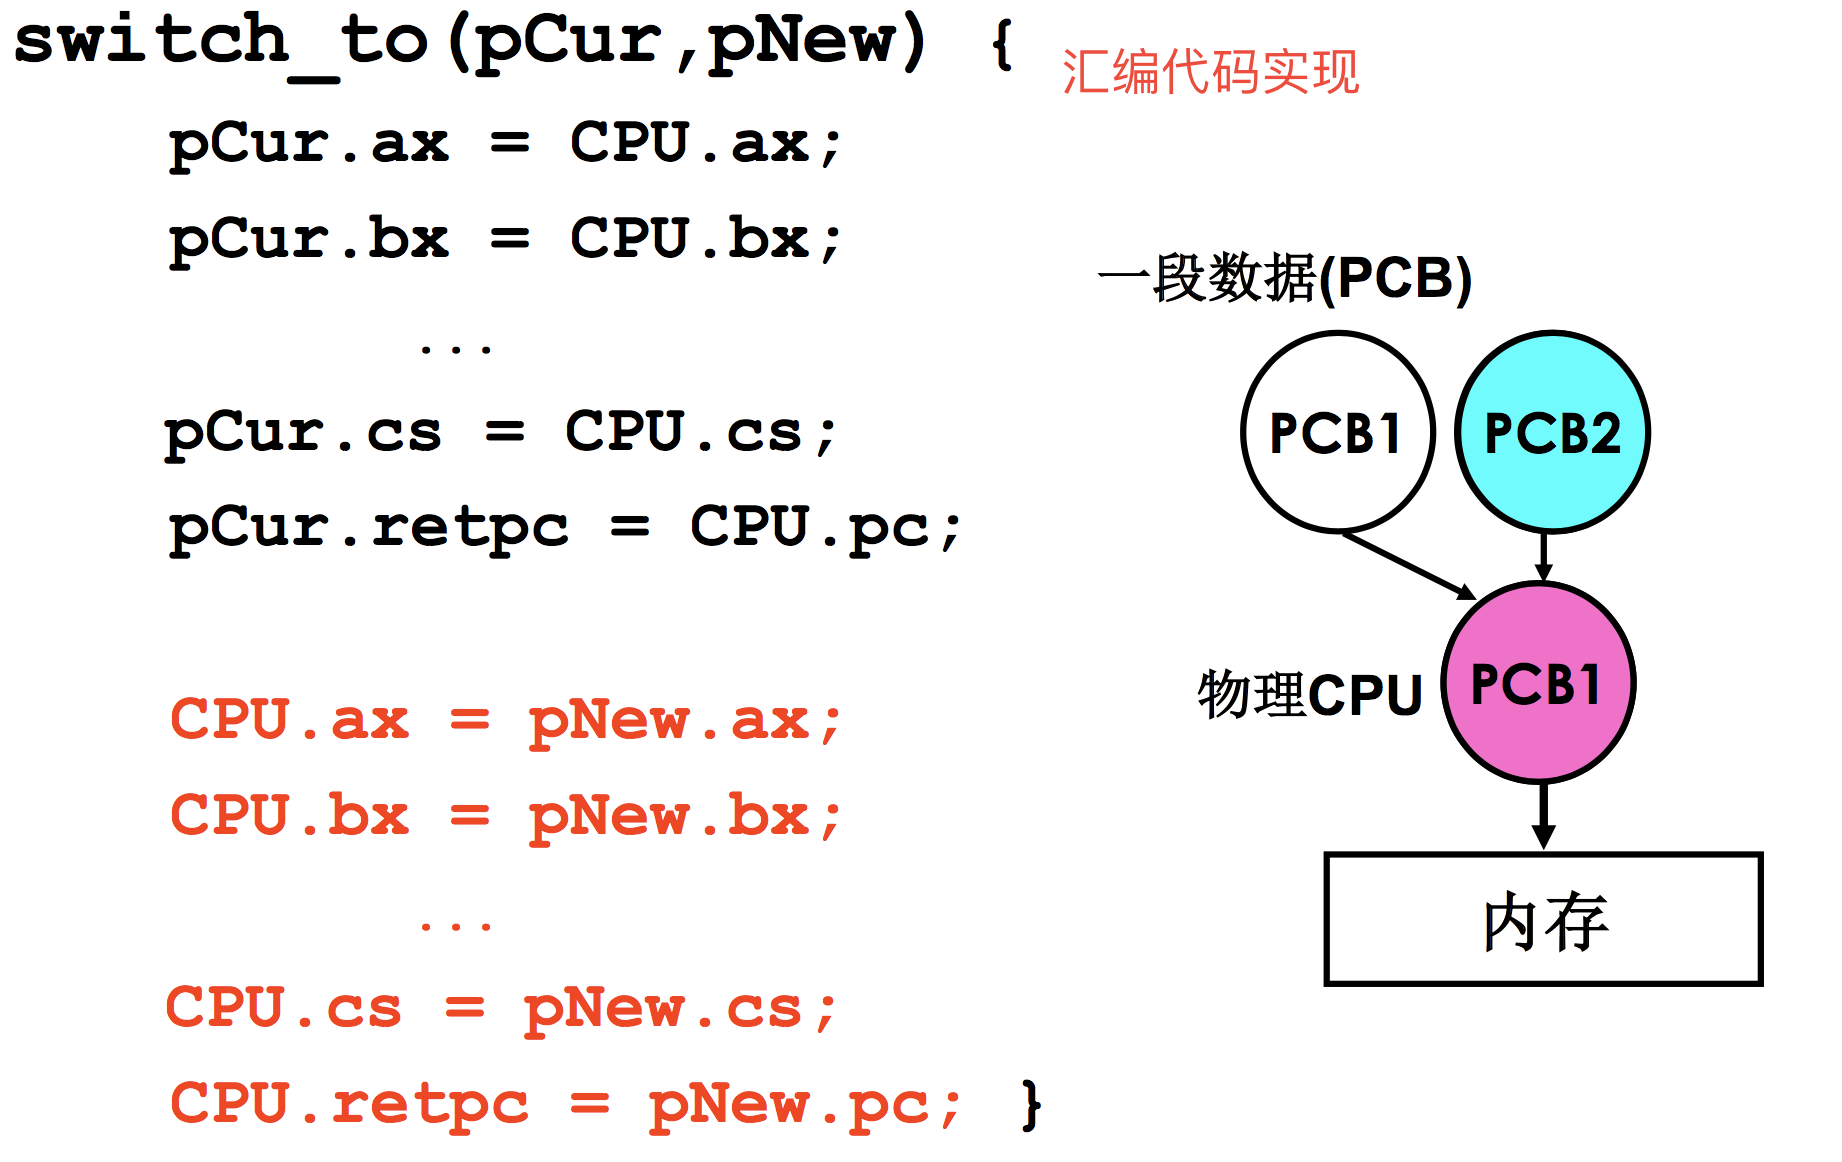 switch_to(pCur,pNew) {
汇编代码实现
pCur.ax = CPU.ax;
pCur.bx = CPU.bx;
...
pCur.cs = CPU.cs;
pCur.retpc = CPU.pc;
CPU.ax = pNew.ax;
CPU.bx = pNew.bx;
...
CPU.cs = pNew.cs;
CPU.retpc = pNew.pc; }
一段数据(PCB)
PCB1
PCB2
物理CPU
PCB1
内存